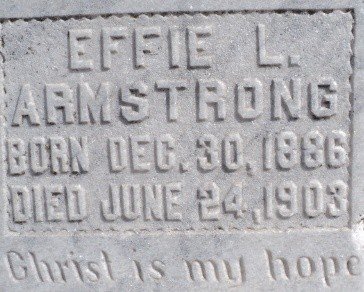 EFFIE L.
ARMSTRONG
BORN DEC. 30, 1886
DIED JUNE 24, 1903
Christ is my hope